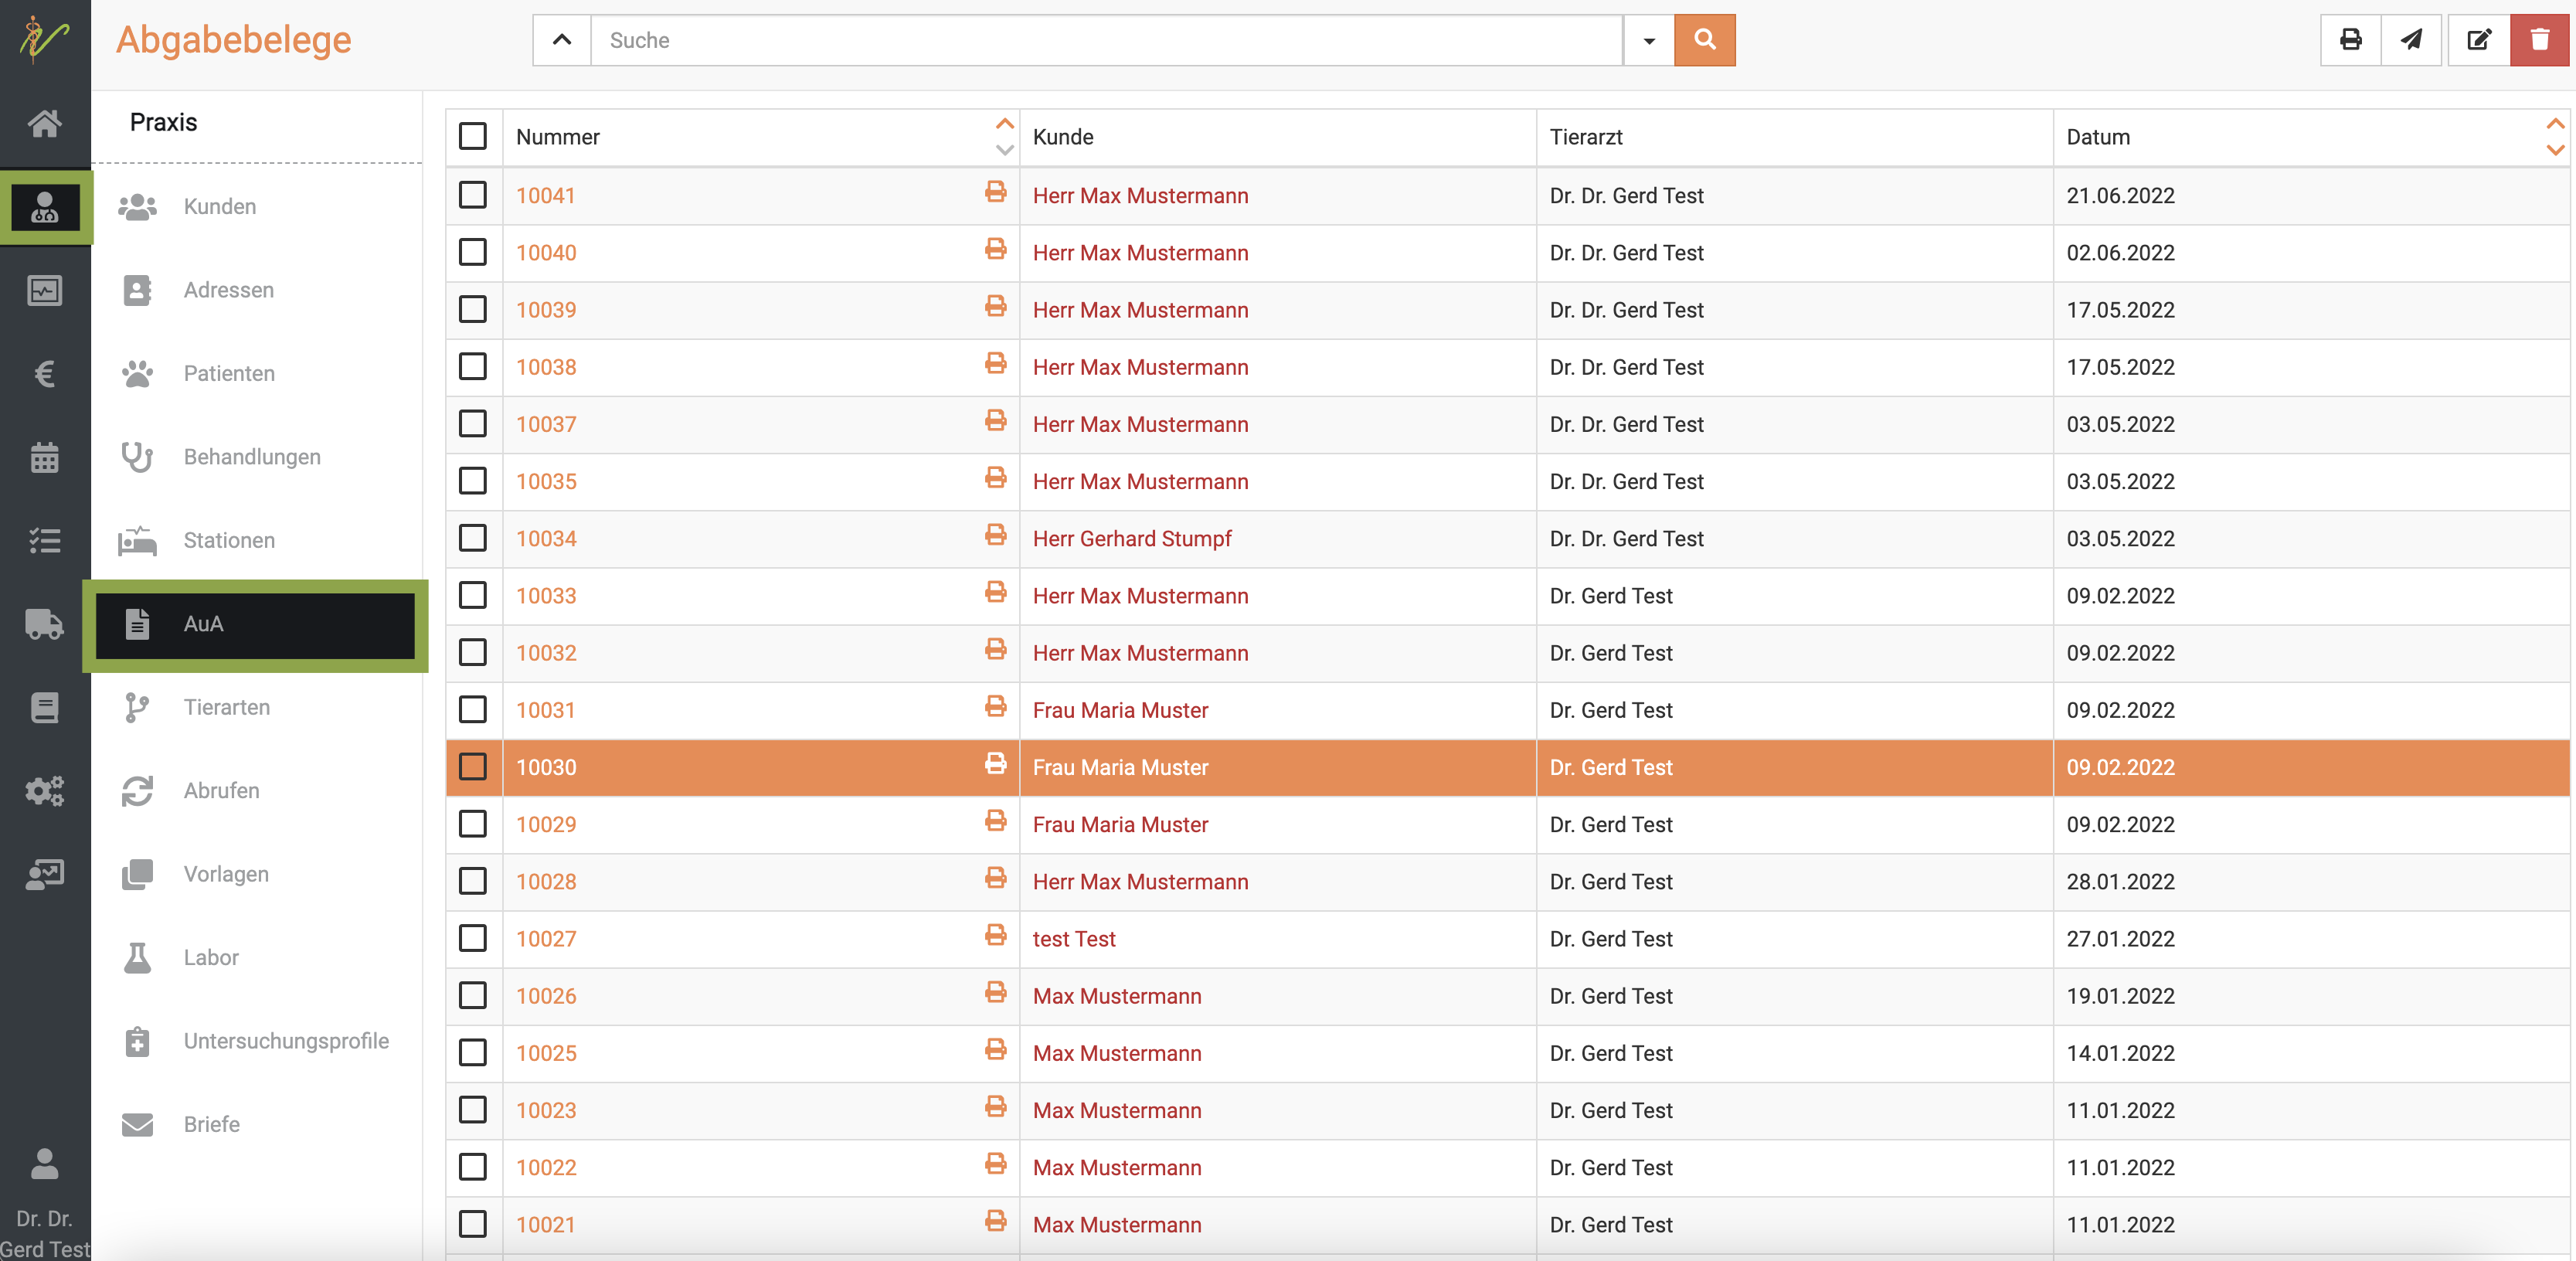 Abgabebelege
Suche
Praxis
Kunden
Adressen
Patienten
Behandlungen
Stationen
AuA
Tierarten
Abrufen
Vorlagen
Labor
Untersuchungsprofile
Briefe
Dr. Dr.
Gerd Test
Nummer Kunde Tierarzt Datum
10041 Herr Max Mustermann Dr. Dr. Gerd Test 21.06.2022
10040 Herr Max Mustermann Dr. Dr. Gerd Test 02.06.2022
10039 Herr Max Mustermann Dr. Dr. Gerd Test 17.05.2022
10038 Herr Max Mustermann Dr. Dr. Gerd Test 17.05.2022
10037 Herr Max Mustermann Dr. Dr. Gerd Test 03.05.2022
10035 Herr Max Mustermann Dr. Dr. Gerd Test 03.05.2022
10034 Herr Gerhard Stumpf Dr. Dr. Gerd Test 03.05.2022
10033 Herr Max Mustermann Dr. Gerd Test 09.02.2022
10032 Herr Max Mustermann Dr. Gerd Test 09.02.2022
10031 Frau Maria Muster Dr. Gerd Test 09.02.2022
10030 Frau Maria Muster Dr. Gerd Test 09.02.2022
10029 Frau Maria Muster Dr. Gerd Test 09.02.2022
10028 Herr Max Mustermann Dr. Gerd Test 28.01.2022
10027 test Test Dr. Gerd Test 27.01.2022
10026 Max Mustermann Dr. Gerd Test 19.01.2022
10025 Max Mustermann Dr. Gerd Test 14.01.2022
10023 Max Mustermann Dr. Gerd Test 11.01.2022
10022 Max Mustermann Dr. Gerd Test 11.01.2022
10021 Max Mustermann Dr. Gerd Test 11.01.2022